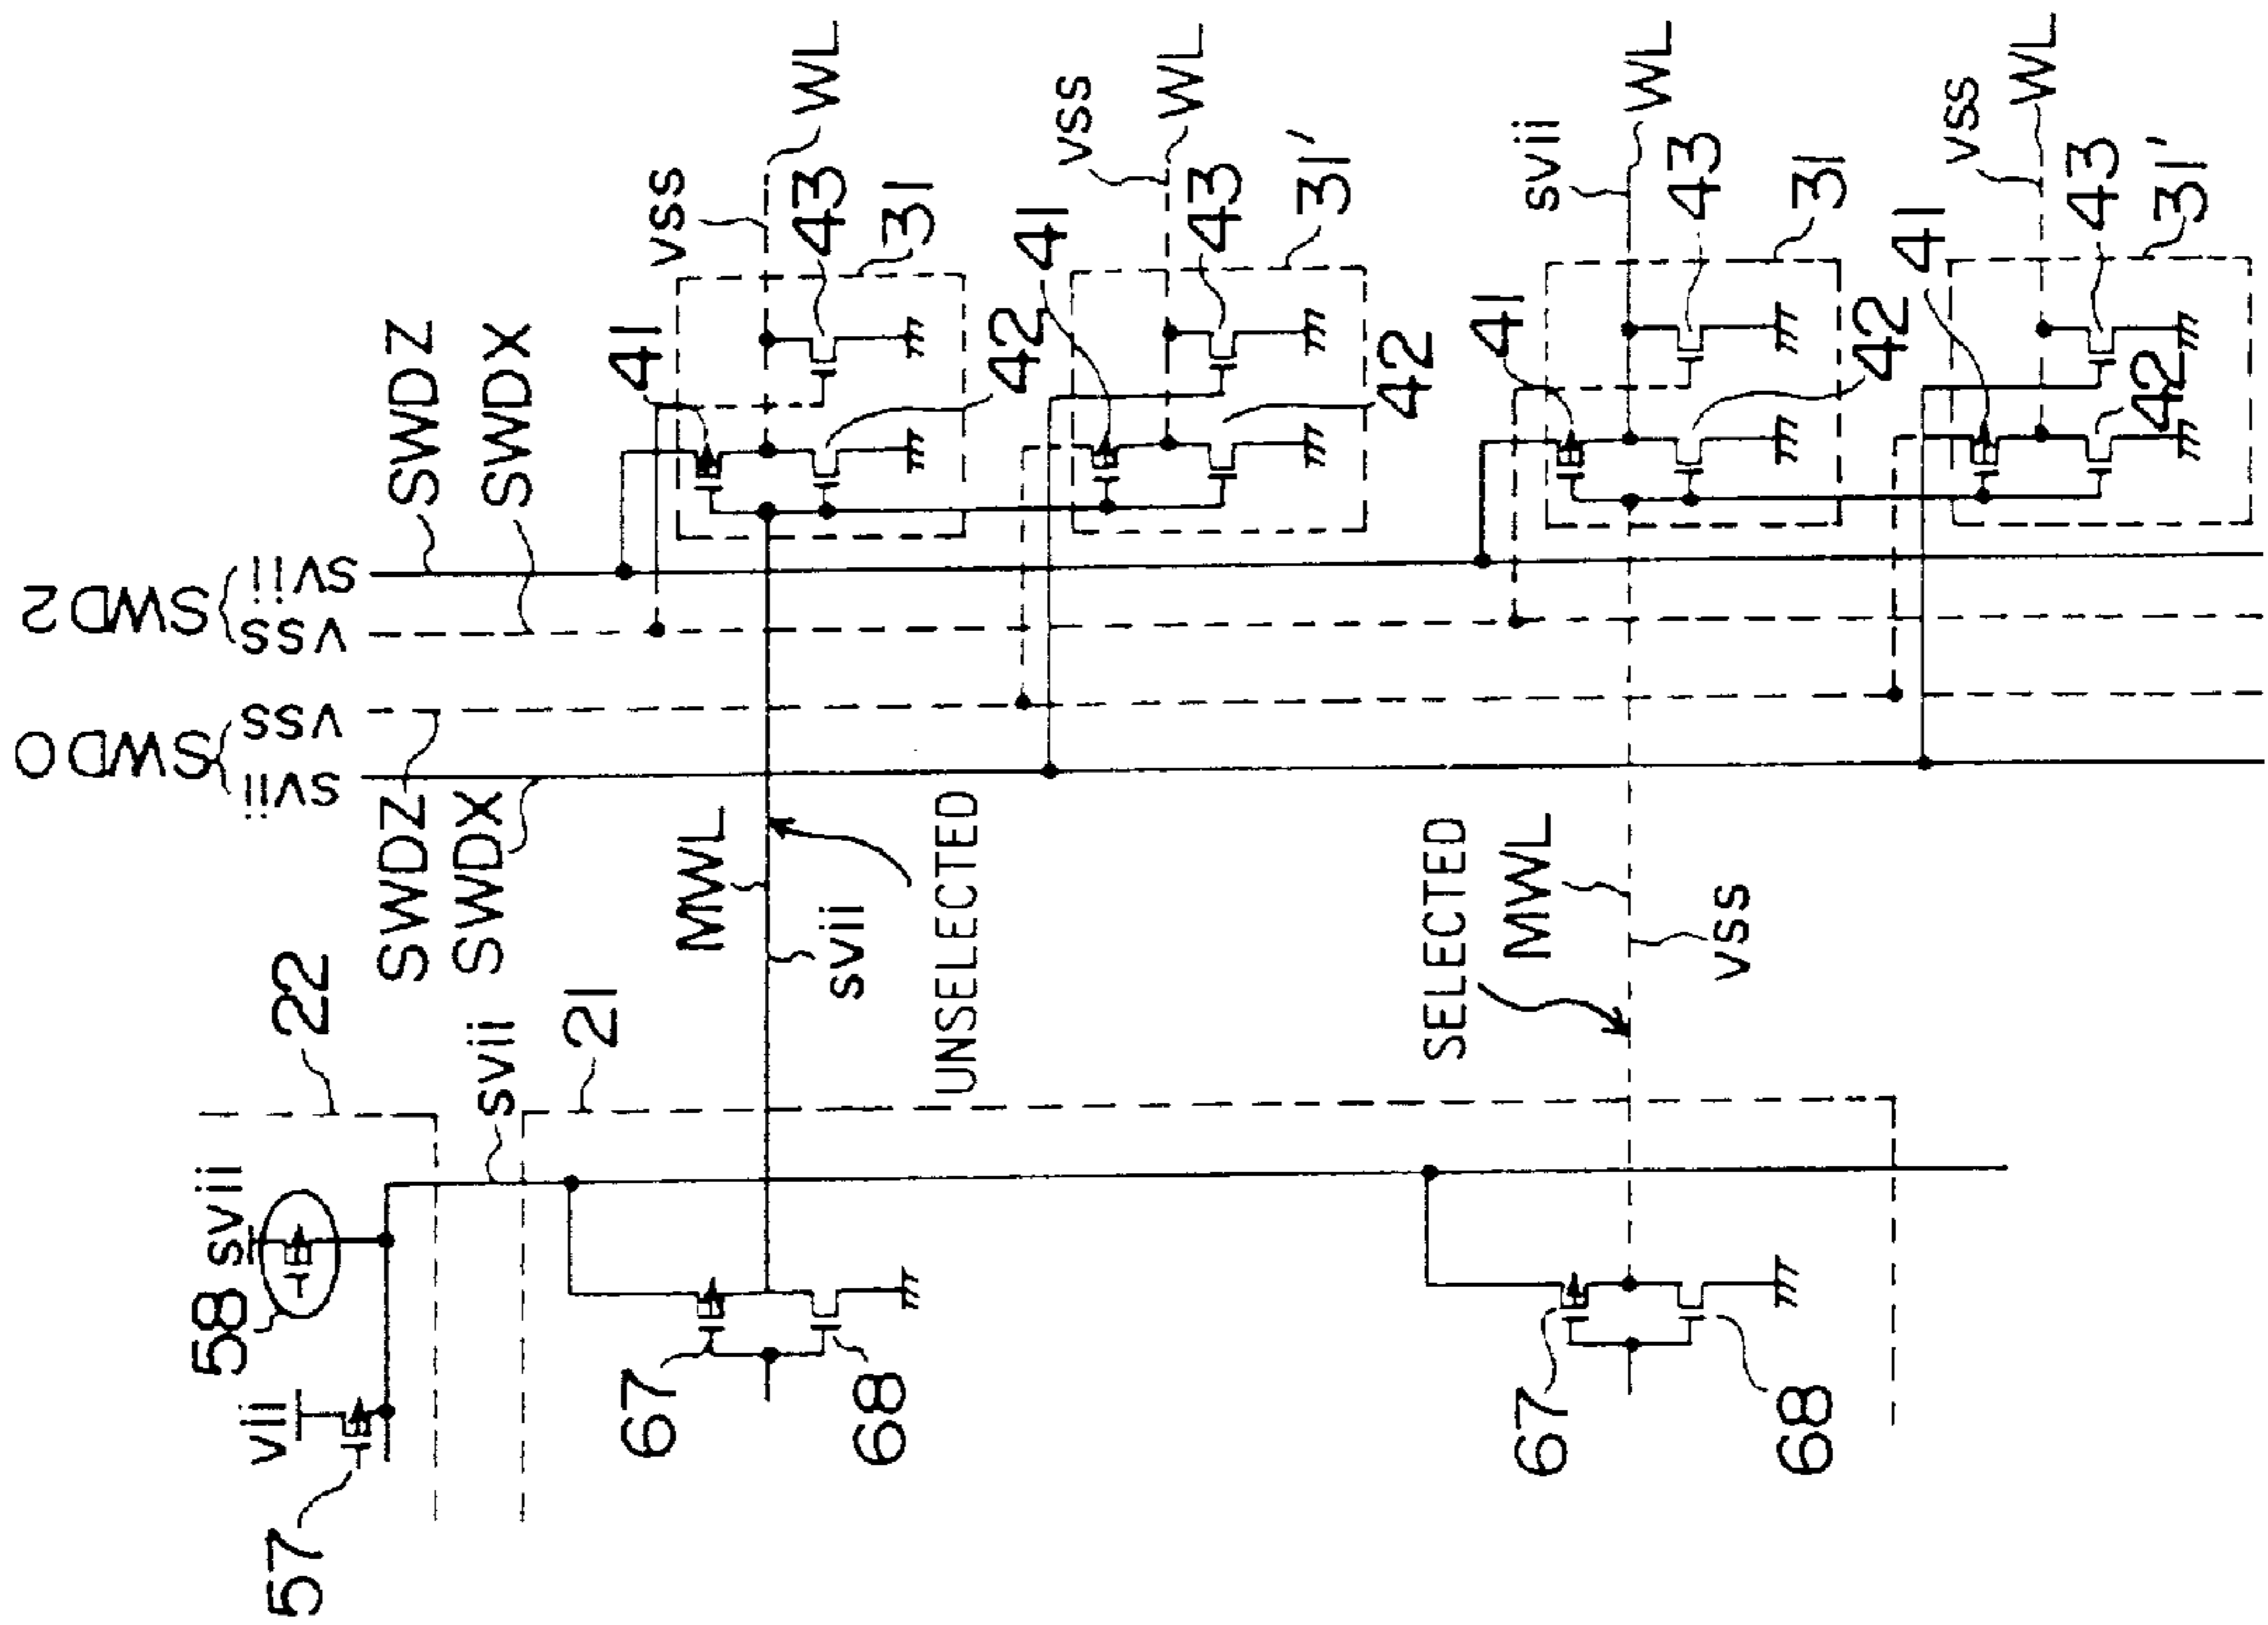 SWD0
svii
vss
SWD2
vss
svii
SWDZ
SWDX
SWDZ
SWDX
22
svii
58
vii
57
svii
21
67
68
MWL
svii
UNSELECTED
41
vss
WL
43
31
42
41
vss
WL
43
31'
42
SELECTED
MWL
vss
67
68
41
svii
WL
43
31
42
41
vss
WL
43
31'
42